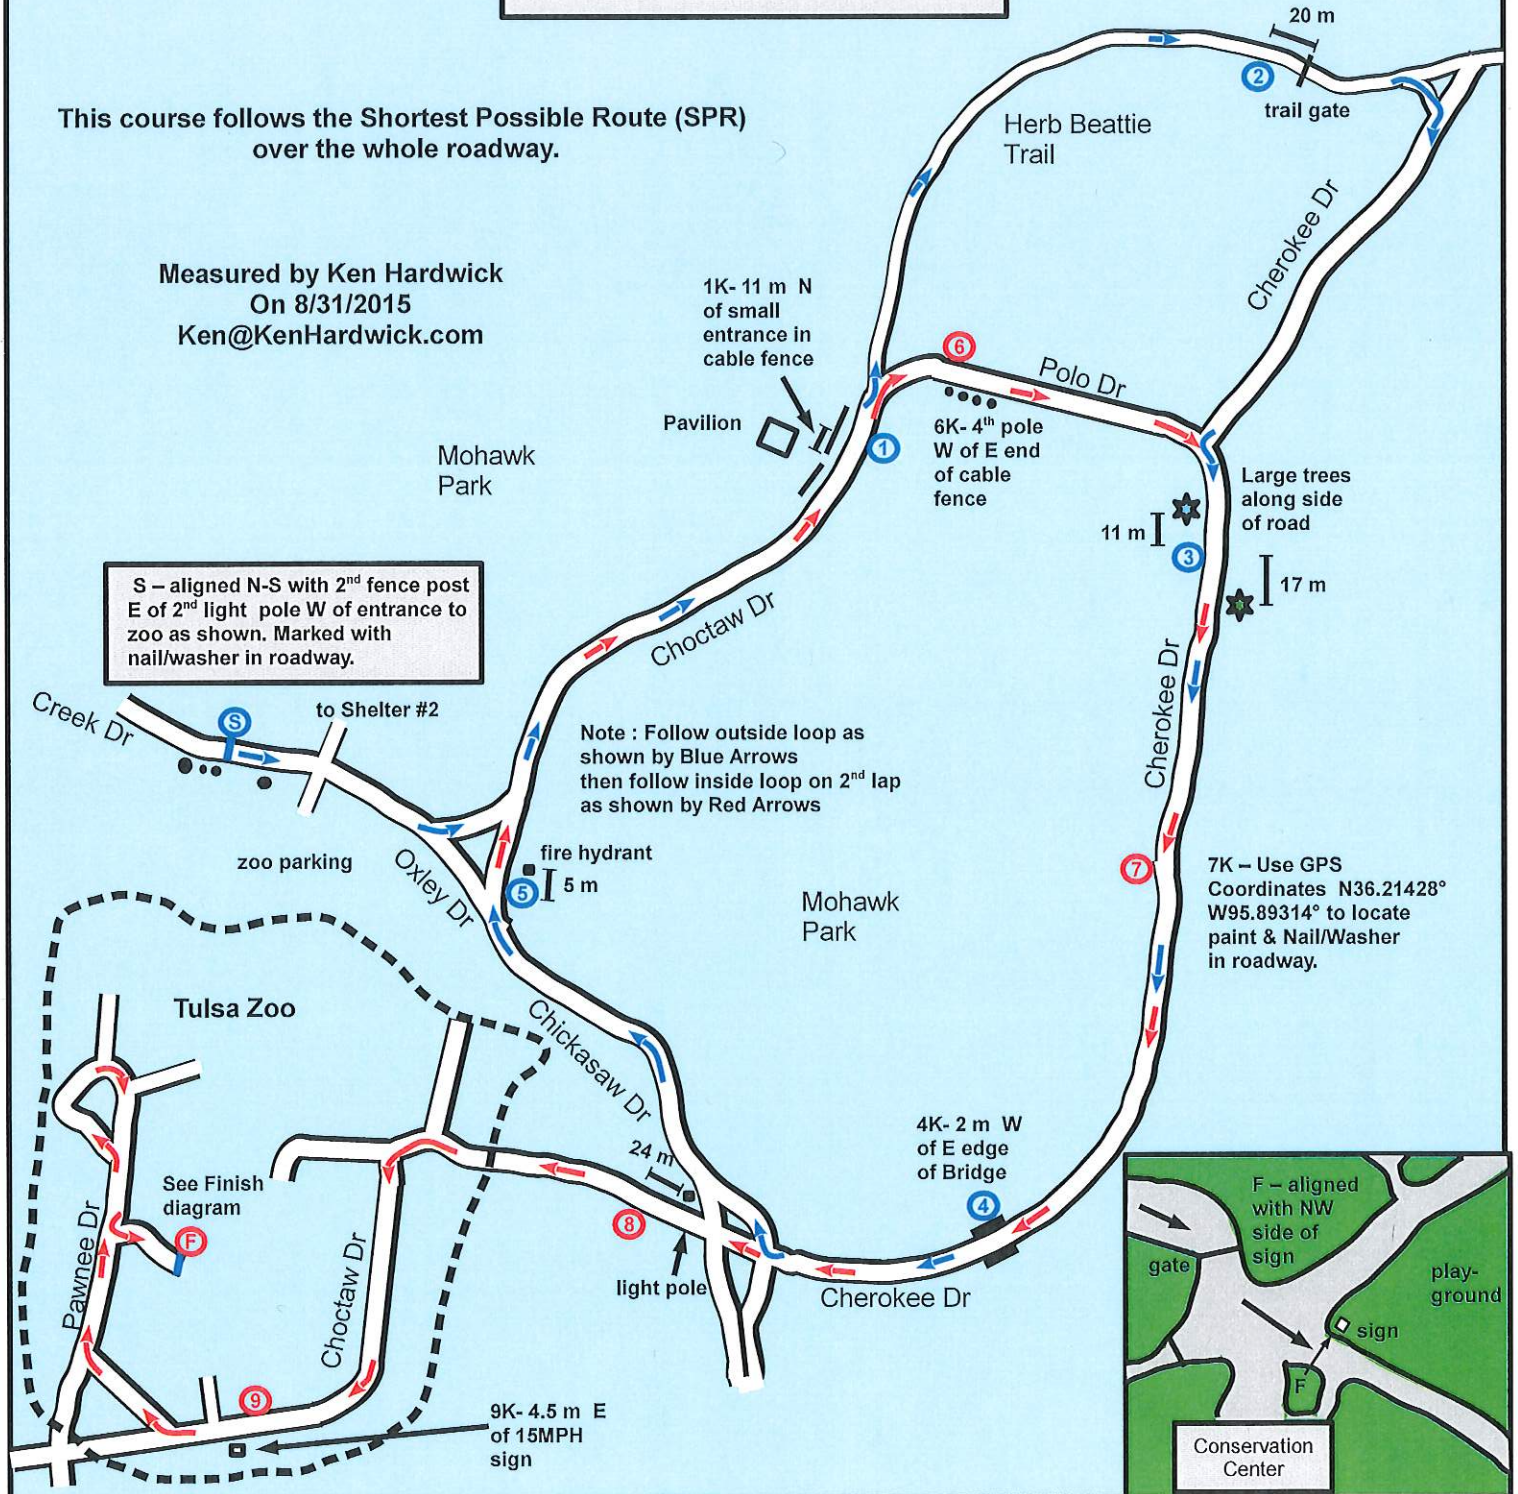 20 m
2
trail gate
This course follows the Shortest Possible Route (SPR)
over the whole roadway.
Herb Beattie
Trail
Cherokee Dr
Measured by Ken Hardwick
On 8/31/2015
Ken@KenHardwick.com
1K- 11 m N
of small
entrance in
cable fence
6
Polo Dr
Pavilion
1
6K- 4th pole
W of E end
of cable
fence
Mohawk
Park
Large trees
along side
of road
11 m
3
17 m
S – aligned N-S with 2nd fence post
E of 2nd light pole W of entrance to
zoo as shown. Marked with
nail/washer in roadway.
Choctaw Dr
Creek Dr
S
to Shelter #2
Note : Follow outside loop as
shown by Blue Arrows
then follow inside loop on 2nd lap
as shown by Red Arrows
Cherokee Dr
zoo parking
Oxley Dr
fire hydrant
5
5 m
7
7K – Use GPS
Coordinates N36.21428°
W95.89314° to locate
paint & Nail/Washer
in roadway.
Mohawk
Park
Tulsa Zoo
Chickasaw Dr
24 m
4K- 2 m W
of E edge
of Bridge
4
See Finish
diagram
F
Pawnee Dr
Choctaw Dr
8
light pole
Cherokee Dr
9
9K- 4.5 m E
of 15MPH
sign
F – aligned
with NW
side of
sign
gate
play-
ground
sign
F
Conservation
Center